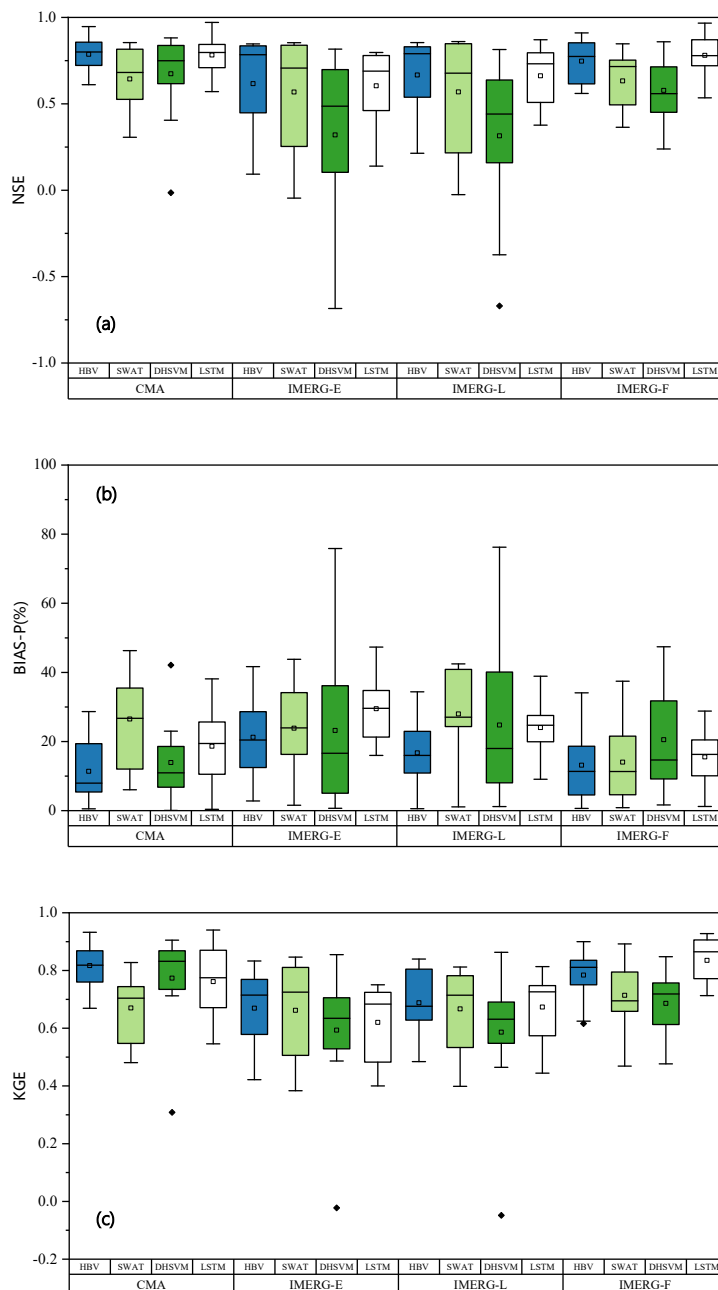 1.0
0.5
0.0
-0.5
-1.0
NSE
(a)
HBV SWAT DHSVM LSTM HBV SWAT DHSVM LSTM HBV SWAT DHSVM LSTM HBV SWAT DHSVM LSTM
CMA IMERG-E IMERG-L IMERG-F
100
80
60
40
20
0
BIAS-P(%)
(b)
HBV SWAT DHSVM LSTM HBV SWAT DHSVM LSTM HBV SWAT DHSVM LSTM HBV SWAT DHSVM LSTM
CMA IMERG-E IMERG-L IMERG-F
1.0
0.8
0.6
0.4
0.2
0.0
-0.2
KGE
(c)
HBV SWAT DHSVM LSTM HBV SWAT DHSVM LSTM HBV SWAT DHSVM LSTM HBV SWAT DHSVM LSTM
CMA IMERG-E IMERG-L IMERG-F